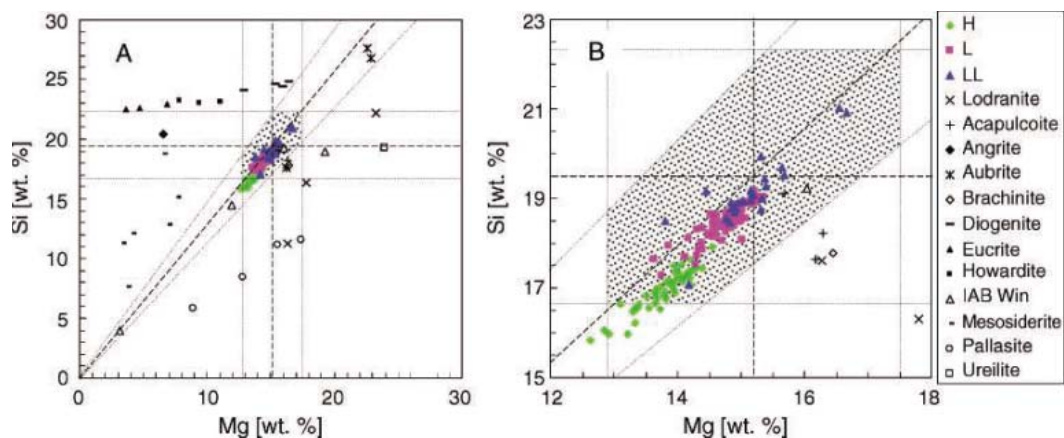 30
25
20
15
10
5
0
Si [wt. %]
A
0
10
20
30
Mg [wt. %]
23
21
19
17
15
Si [wt. %]
B
12
14
16
18
Mg [wt. %]
H
L
LL
Lodranite
Acapulcoite
Angrite
Aubrite
Brachinite
Diogenite
Eucrite
Howardite
IAB Win
Mesosiderite
Pallasite
Ureilite